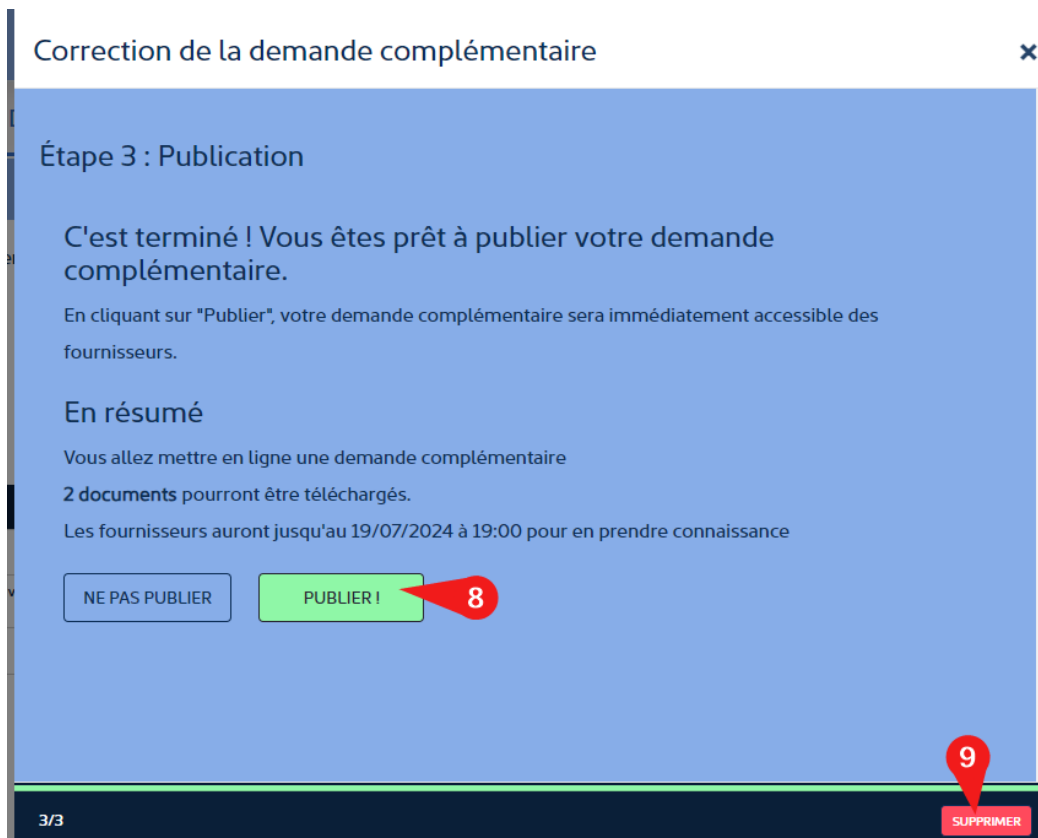 Correction de la demande complémentaire
Étape 3 : Publication
C'est terminé ! Vous êtes prêt à publier votre demande
complémentaire.
En cliquant sur "Publier", votre demande complémentaire sera immédiatement accessible des
fournisseurs.
En résumé
Vous allez mettre en ligne une demande complémentaire
2 documents pourront être téléchargés.
Les fournisseurs auront jusqu'au 19/07/2024 à 19:00 pour en prendre connaissance
NE PAS PUBLIER PUBLIER ! 8
9
3/3 SUPPRIMER